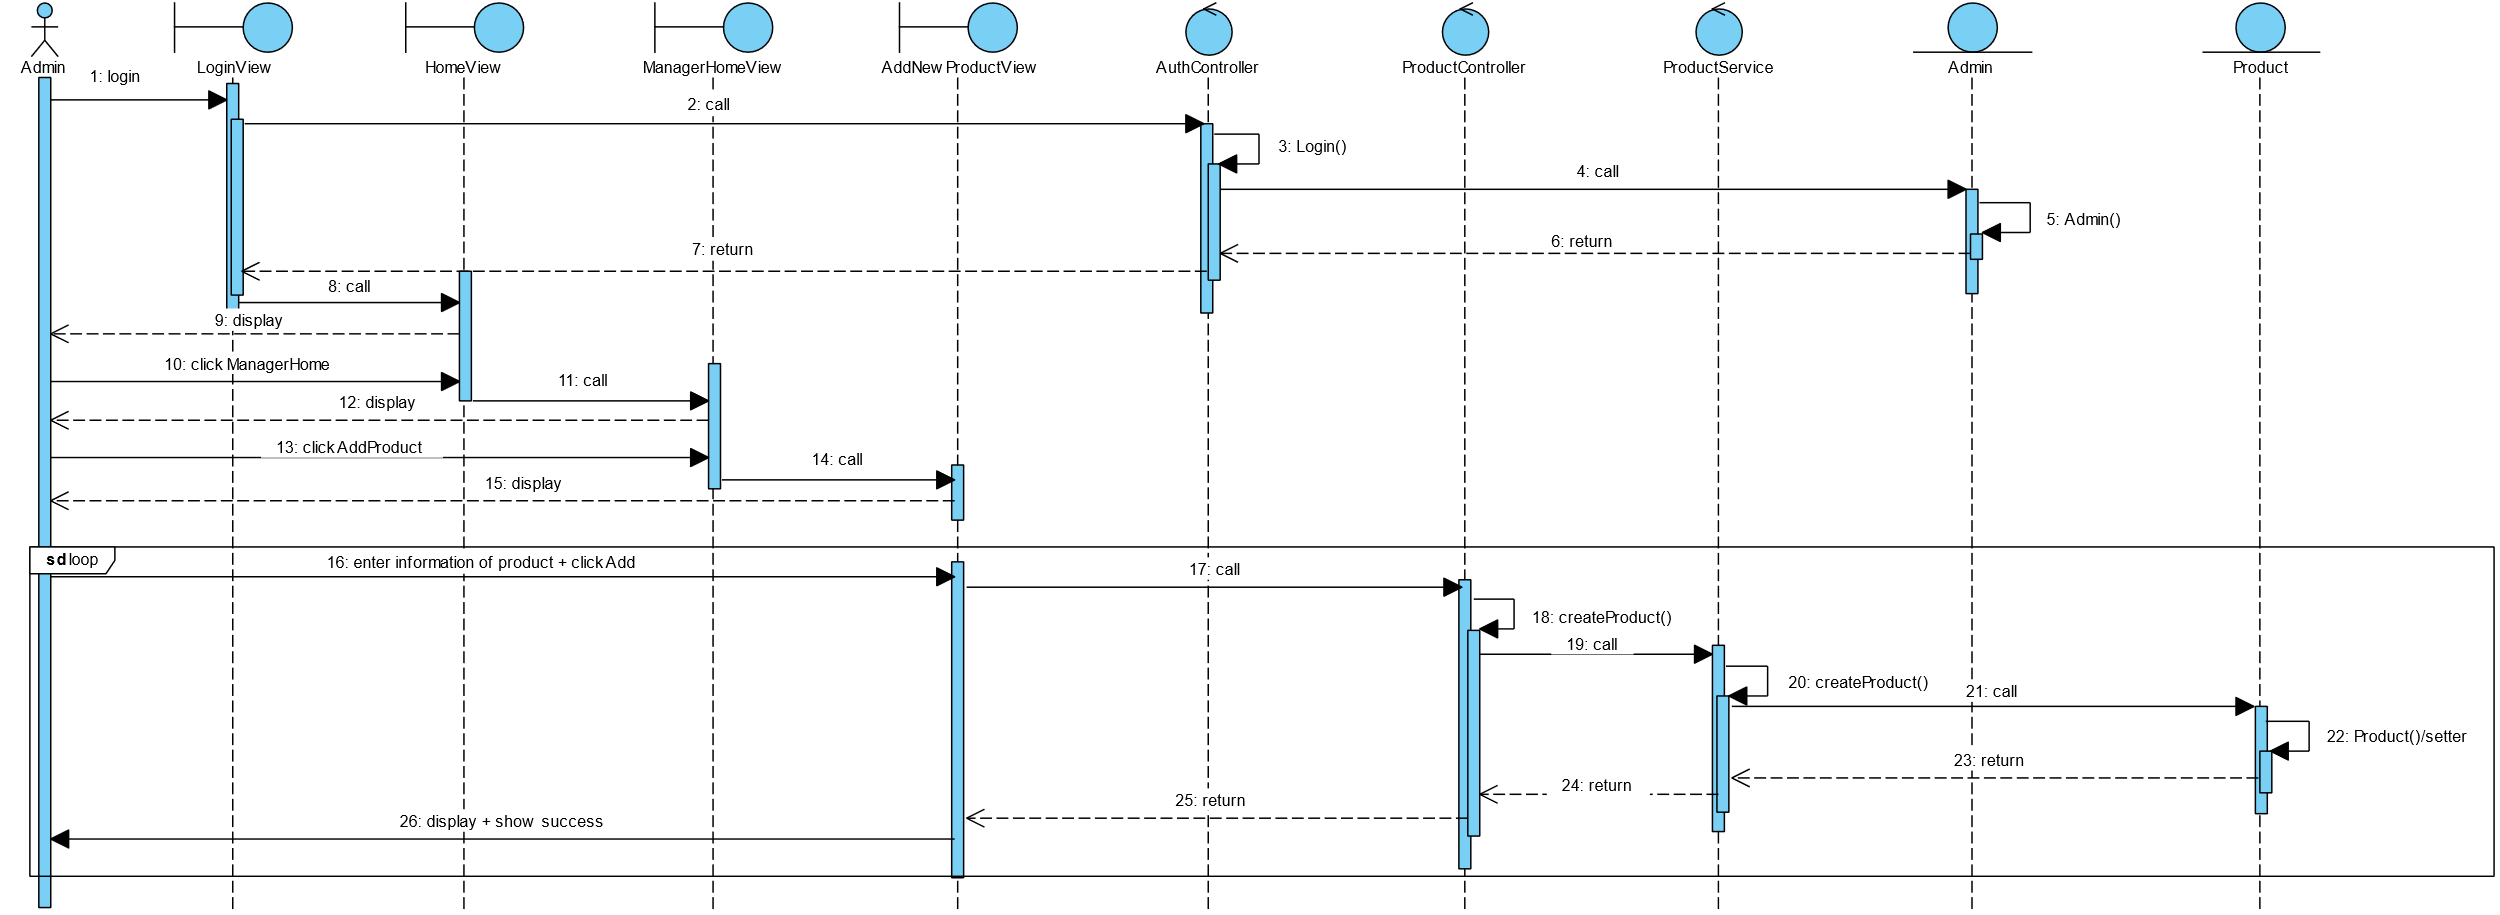 Admin
LoginView
HomeView
ManagerHomeView
AddNewProductView
AuthController
ProductController
ProductService
Admin
Product
1: login
2: call
3: Login()
4: call
5: Admin()
6: return
7: return
8: call
9: display
10: click ManagerHome
11: call
12: display
13: click AddProduct
14: call
15: display
sd loop
16: enter information of product + click Add
17: call
18: createProduct()
19: call
20: createProduct()
21: call
22: Product()/setter
23: return
24: return
25: return
26: display + show success